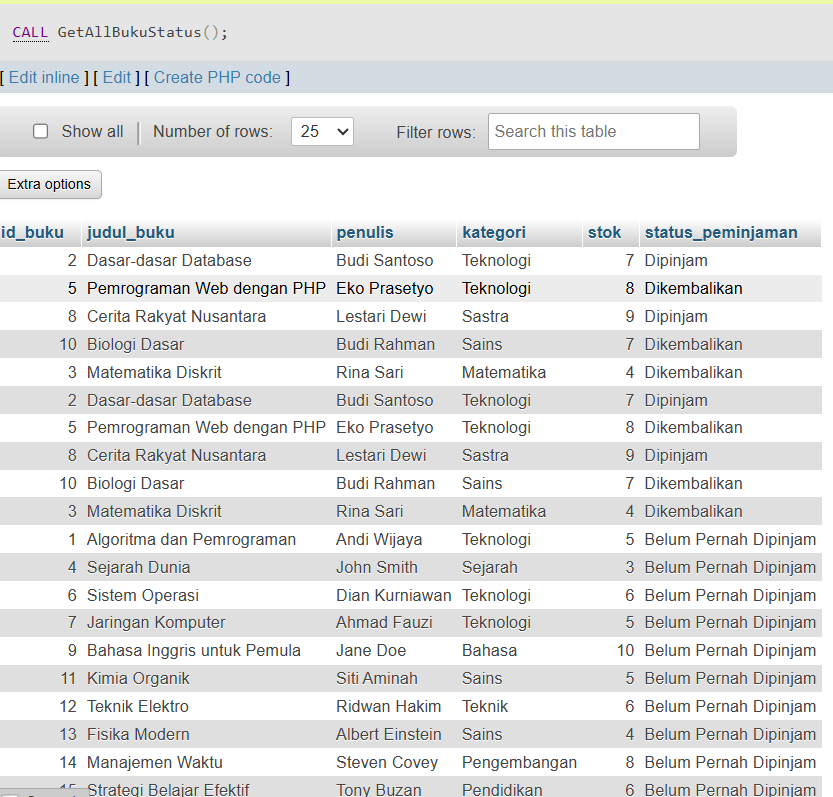 CALL GetAllBukuStatus();
[ Edit inline ] [ Edit ] [ Create PHP code ]
Show all | Number of rows: 25 Filter rows: Search this table
Extra options
id_buku judul_buku penulis kategori stok status_peminjaman
2 Dasar-dasar Database Budi Santoso Teknologi 7 Dipinjam
5 Pemrograman Web dengan PHP Eko Prasetyo Teknologi 8 Dikembalikan
8 Cerita Rakyat Nusantara Lestari Dewi Sastra 9 Dipinjam
10 Biologi Dasar Budi Rahman Sains 7 Dikembalikan
3 Matematika Diskrit Rina Sari Matematika 4 Dikembalikan
2 Dasar-dasar Database Budi Santoso Teknologi 7 Dipinjam
5 Pemrograman Web dengan PHP Eko Prasetyo Teknologi 8 Dikembalikan
8 Cerita Rakyat Nusantara Lestari Dewi Sastra 9 Dipinjam
10 Biologi Dasar Budi Rahman Sains 7 Dikembalikan
3 Matematika Diskrit Rina Sari Matematika 4 Dikembalikan
1 Algoritma dan Pemrograman Andi Wijaya Teknologi 5 Belum Pernah Dipinjam
4 Sejarah Dunia John Smith Sejarah 3 Belum Pernah Dipinjam
6 Sistem Operasi Dian Kurniawan Teknologi 6 Belum Pernah Dipinjam
7 Jaringan Komputer Ahmad Fauzi Teknologi 5 Belum Pernah Dipinjam
9 Bahasa Inggris untuk Pemula Jane Doe Bahasa 10 Belum Pernah Dipinjam
11 Kimia Organik Siti Aminah Sains 5 Belum Pernah Dipinjam
12 Teknik Elektro Ridwan Hakim Teknik 6 Belum Pernah Dipinjam
13 Fisika Modern Albert Einstein Sains 4 Belum Pernah Dipinjam
14 Manajemen Waktu Steven Covey Pengembangan 8 Belum Pernah Dipinjam
15 Strategi Belajar Efektif Tony Buzan Pendidikan 6 Belum Pernah Dipinjam